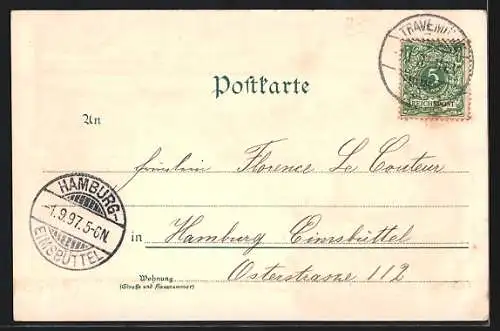 TRAVEM
5
REICHSPOST
Postkarte
An
Fräulein Florence Le Couteur
HAMBURG-
-1.9.97.5-6N.
EIMSBÜTTEL
in Hamburg Eimsbüttel
Osterstrasse 112
Wohnung
(Straße und Hausnummer)